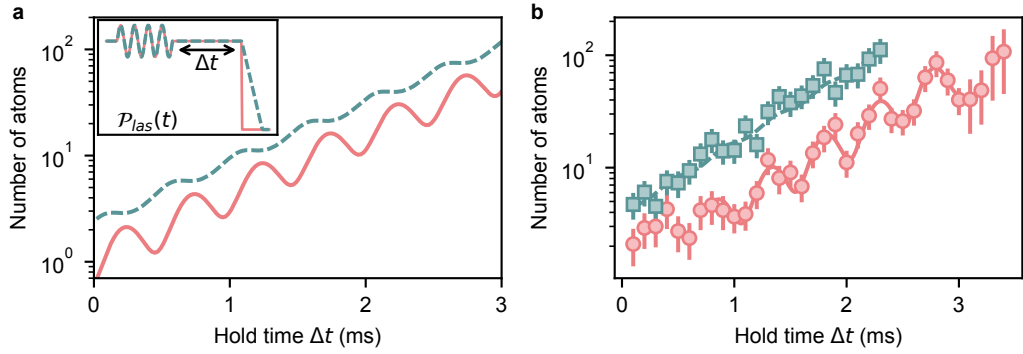 a
10²
10¹
10⁰
Number of atoms
Δt
𝒫las(t)
0
1
2
3
Hold time Δt (ms)
b
10²
10¹
Number of atoms
0
1
2
3
Hold time Δt (ms)